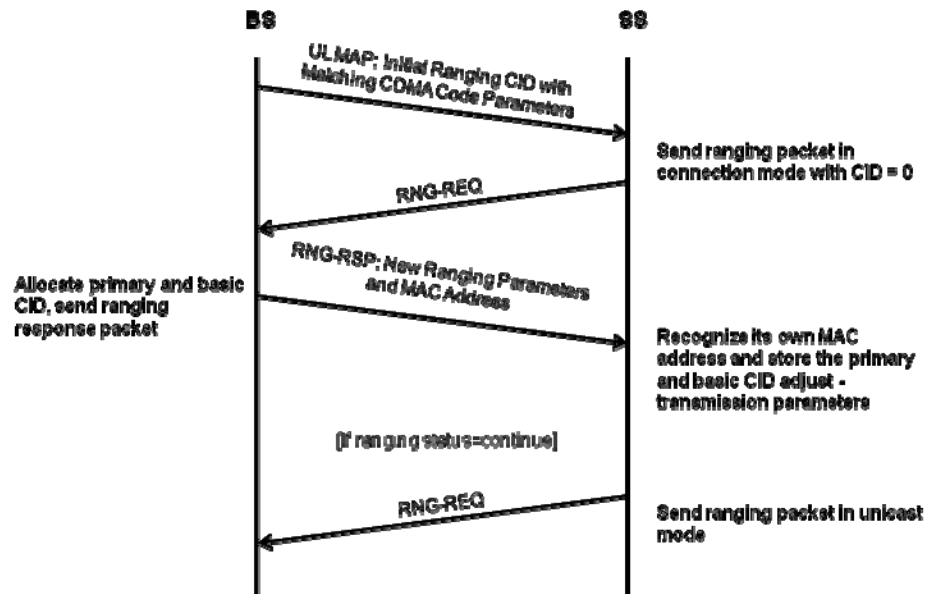 BS
SS
ULMAP: Initial Ranging CID with
Matching CDMA Code Parameters
Send ranging packet in
connection mode with CID = 0
RNG-REQ
RNG-RSP: New Ranging Parameters
and MAC Address
Allocate primary and basic
CID, send ranging
response packet
Recognize its own MAC
address and store the primary
and basic CID adjust -
transmission parameters
[If ranging status=continue]
RNG-REQ
Send ranging packet in unicast
mode